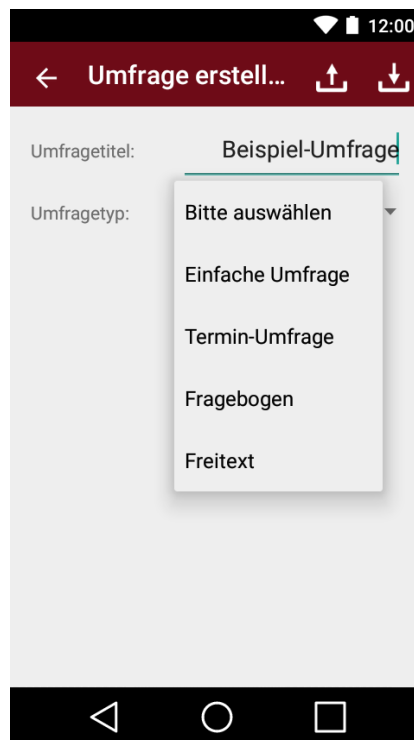 12:00
Umfrage erstell...
Umfragetitel: Beispiel-Umfrage
Umfragetyp: Bitte auswählen
Einfache Umfrage
Termin-Umfrage
Fragebogen
Freitext